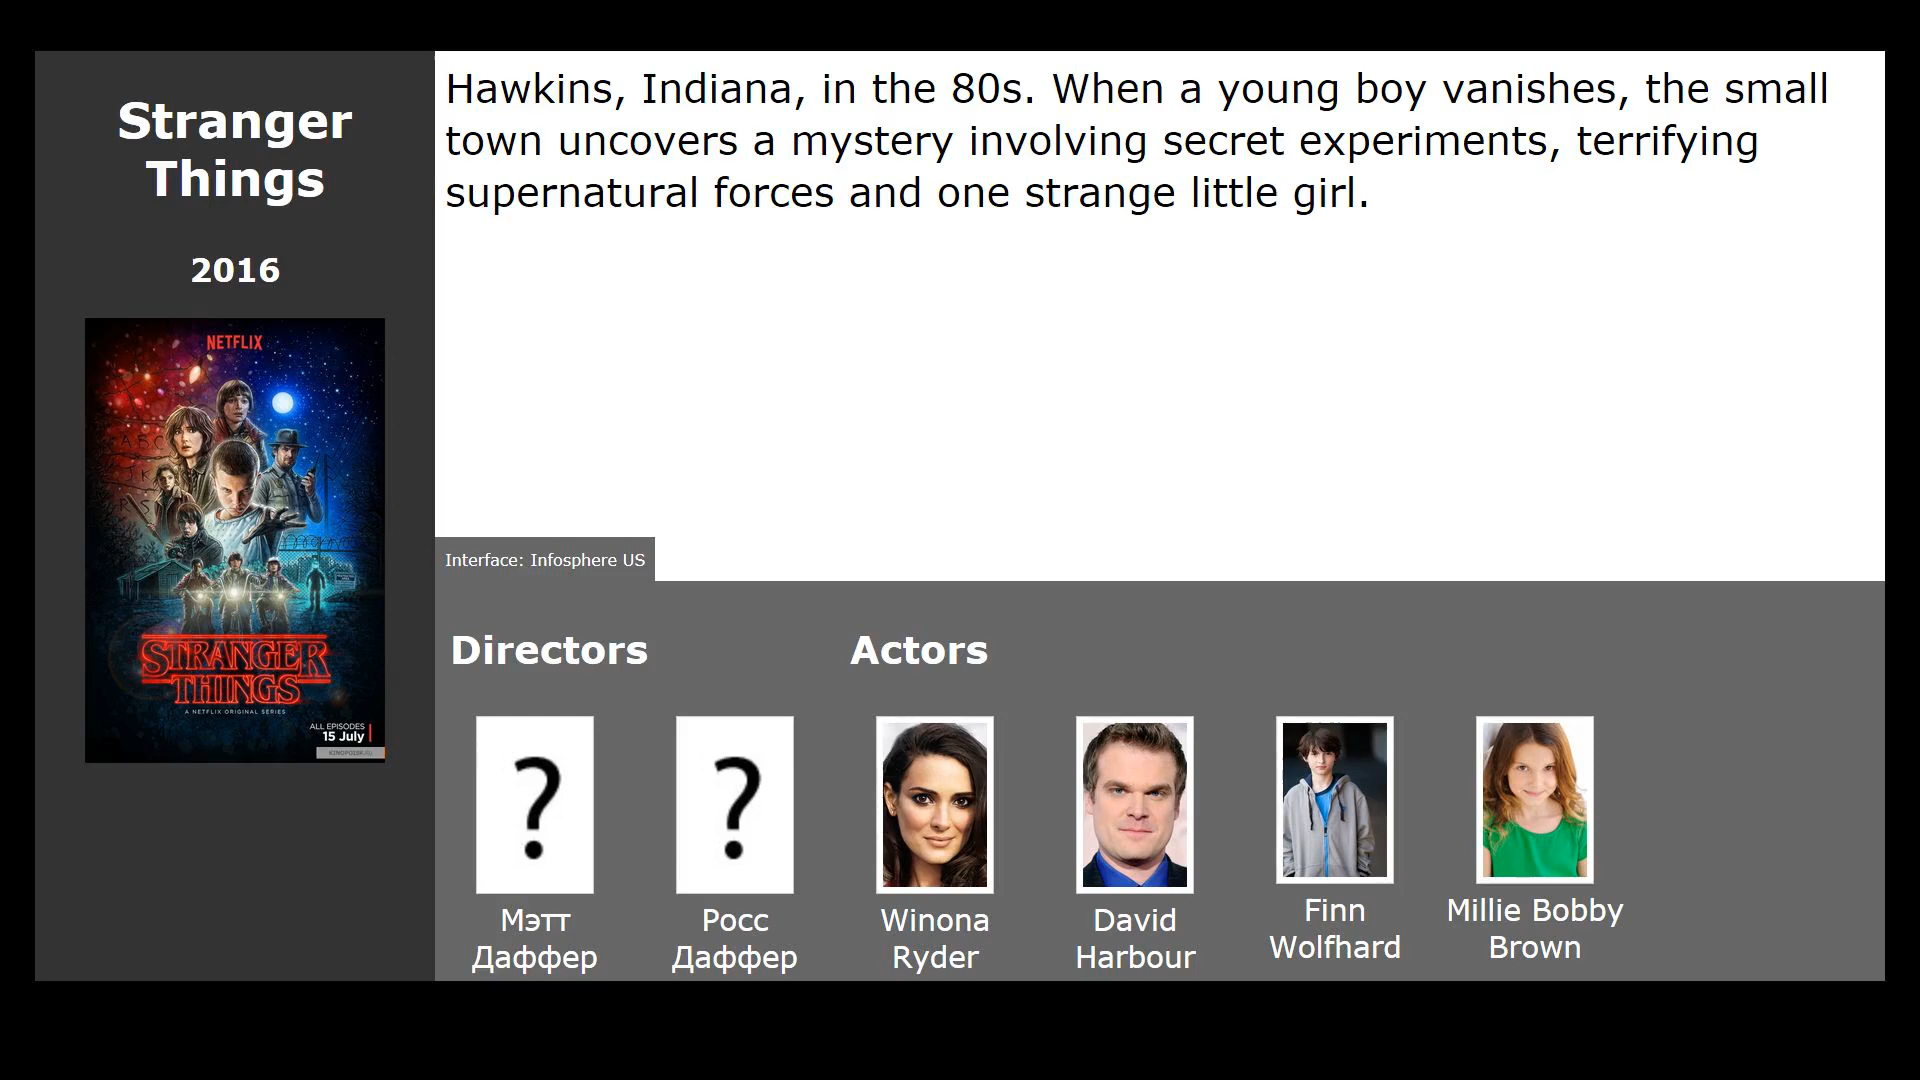 Stranger
Things
2016
NETFLIX
STRANGER
THINGS
A NETFLIX ORIGINAL SERIES
ALL EPISODES
15 July
KINOPOISK.RU
Hawkins, Indiana, in the 80s. When a young boy vanishes, the small
town uncovers a mystery involving secret experiments, terrifying
supernatural forces and one strange little girl.
Interface: Infosphere US
Directors
Actors
Мэтт
Даффер
Росс
Даффер
Winona
Ryder
David
Harbour
Finn
Wolfhard
Millie Bobby
Brown